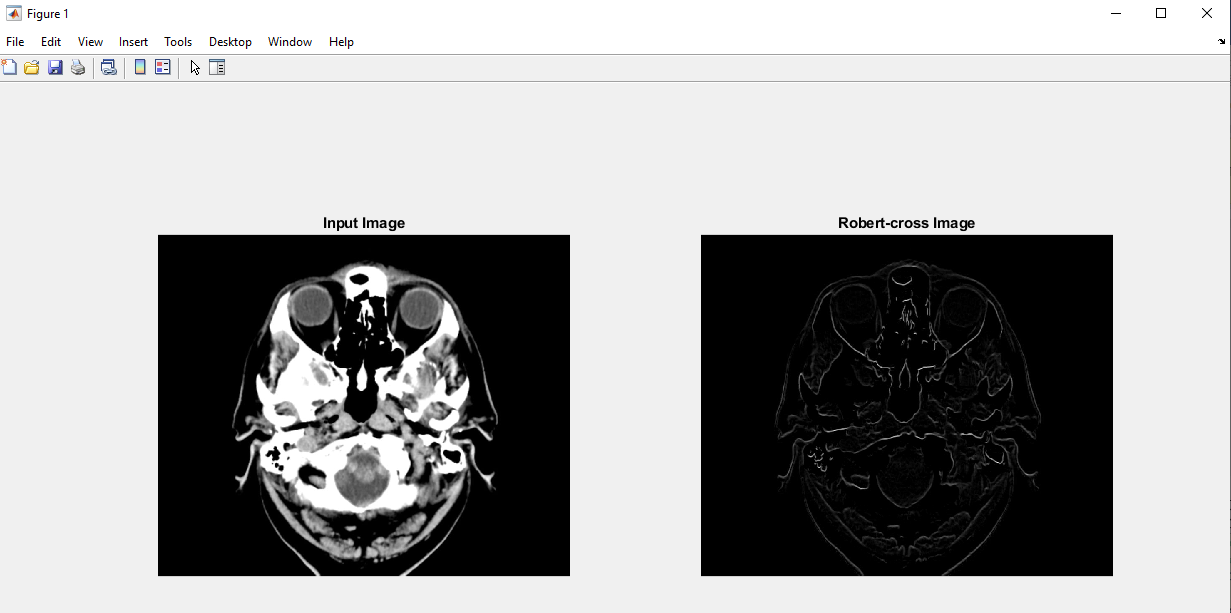 Figure 1
File Edit View Insert Tools Desktop Window Help
Input Image
Robert-cross Image